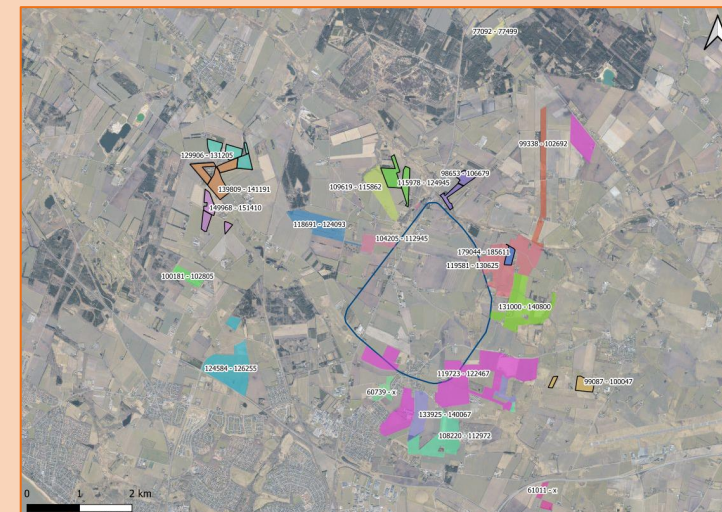 77092 - 77499
99338 - 102692
129906 - 131205
98653 - 106679
115978 - 124945
109619 - 115862
139809 - 141191
149968 - 151410
118691 - 124093
104205 - 112945
179044 - 185611
119581 - 130625
100181 - 102805
131000 - 140800
124584 - 126255
119723 - 122467
99087 - 100047
60739 - x
133925 - 140067
108220 - 112972
61011 - x
0 1 2 km